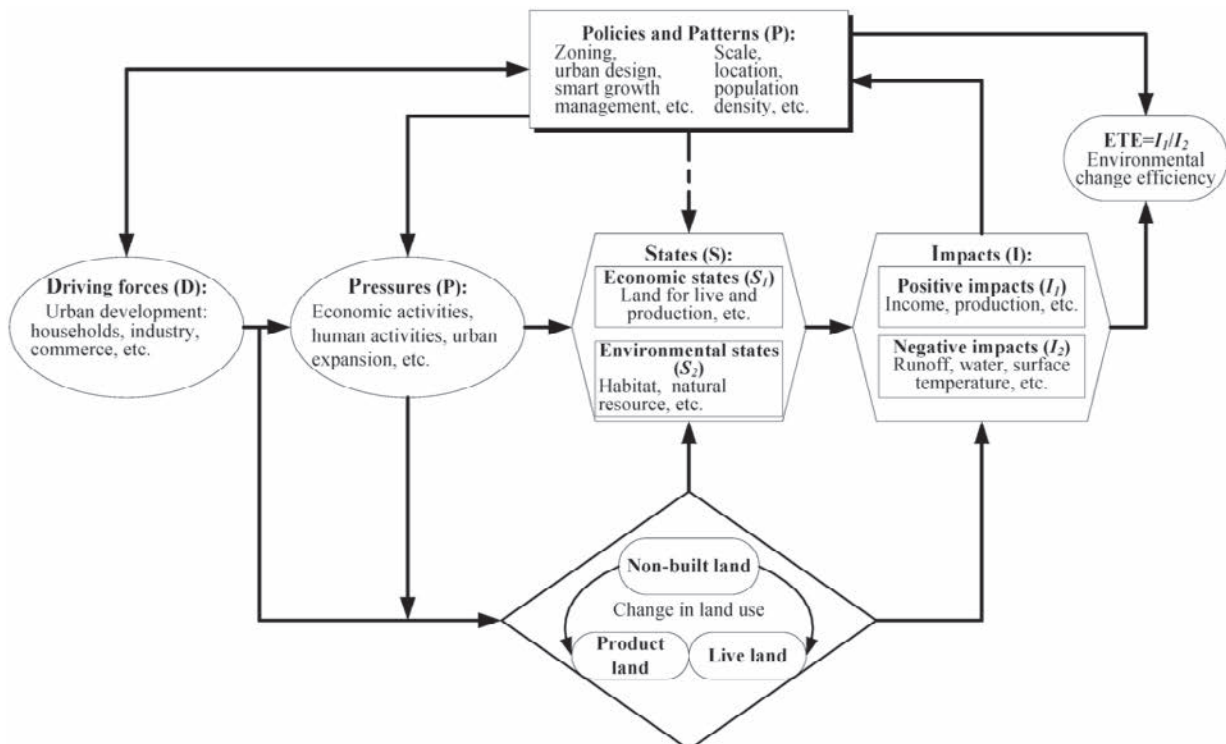 Policies and Patterns (P):
Zoning,
urban design,
smart growth
management, etc.
Scale,
location,
population
density, etc.
ETE=I₁/I₂
Environmental
change efficiency
Driving forces (D):
Urban development:
households, industry,
commerce, etc.
Pressures (P):
Economic activities,
human activities, urban
expansion, etc.
States (S):
Economic states (S₁)
Land for live and
production, etc.
Environmental states
(S₂)
Habitat, natural
resource, etc.
Impacts (I):
Positive impacts (I₁)
Income, production, etc.
Negative impacts (I₂)
Runoff, water, surface
temperature, etc.
Non-built land
Change in land use
Product
land
Live land